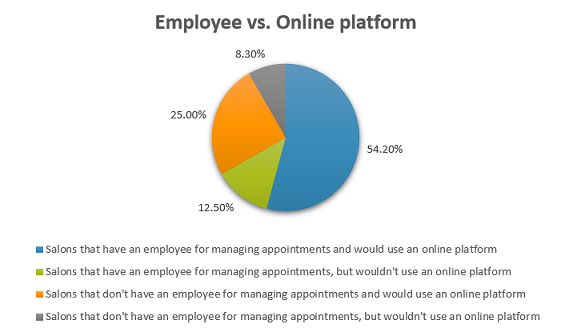 Employee vs. Online platform
8.30%
25.00%
54.20%
12.50%
Salons that have an employee for managing appointments and would use an online platform
Salons that have an employee for managing appointments, but wouldn't use an online platform
Salons that don't have an employee for managing appointments and would use an online platform
Salons that don't have an employee for managing appointments, but wouldn't use an online platform